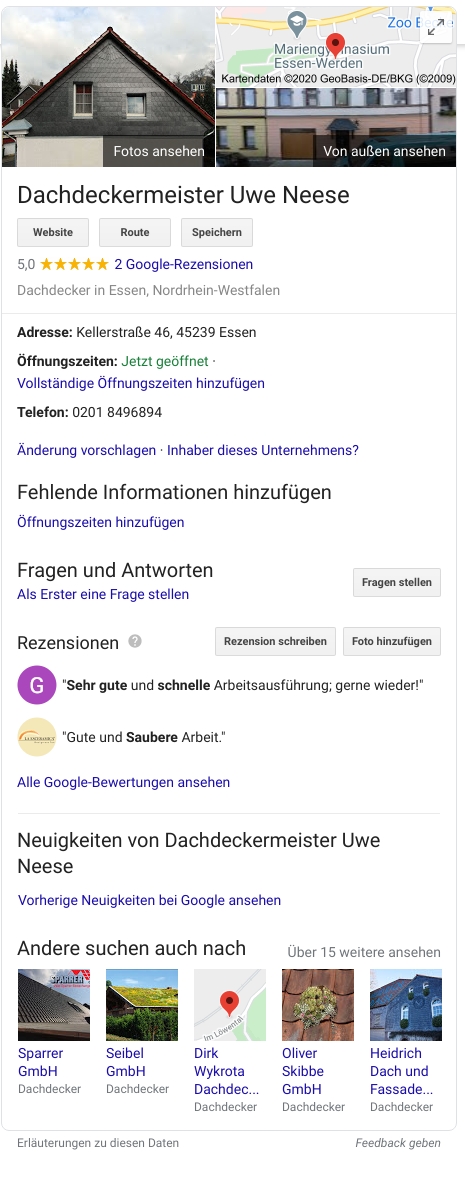 Zoo Be
Mariengymnasium
Essen-Werden
Kartendaten ©2020 GeoBasis-DE/BKG (©2009)
Fotos ansehen
Von außen ansehen
Dachdeckermeister Uwe Neese
Website
Route
Speichern
5,0 ★★★★★ 2 Google-Rezensionen
Dachdecker in Essen, Nordrhein-Westfalen
Adresse: Kellerstraße 46, 45239 Essen
Öffnungszeiten: Jetzt geöffnet ·
Vollständige Öffnungszeiten hinzufügen
Telefon: 0201 8496894
Änderung vorschlagen · Inhaber dieses Unternehmens?
Fehlende Informationen hinzufügen
Öffnungszeiten hinzufügen
Fragen und Antworten
Als Erster eine Frage stellen
Fragen stellen
Rezensionen ?
Rezension schreiben
Foto hinzufügen
G
"Sehr gute und schnelle Arbeitsausführung; gerne wieder!"
"Gute und Saubere Arbeit."
Alle Google-Bewertungen ansehen
Neuigkeiten von Dachdeckermeister Uwe
Neese
Vorherige Neuigkeiten bei Google ansehen
Andere suchen auch nach
Über 15 weitere ansehen
SPARRER
Im Löwental
Sparrer
GmbH
Dachdecker
Seibel
GmbH
Dachdecker
Dirk
Wykrota
Dachdec...
Dachdecker
Oliver
Skibbe
GmbH
Dachdecker
Heidrich
Dach und
Fassade...
Dachdecker
Erläuterungen zu diesen Daten
Feedback geben